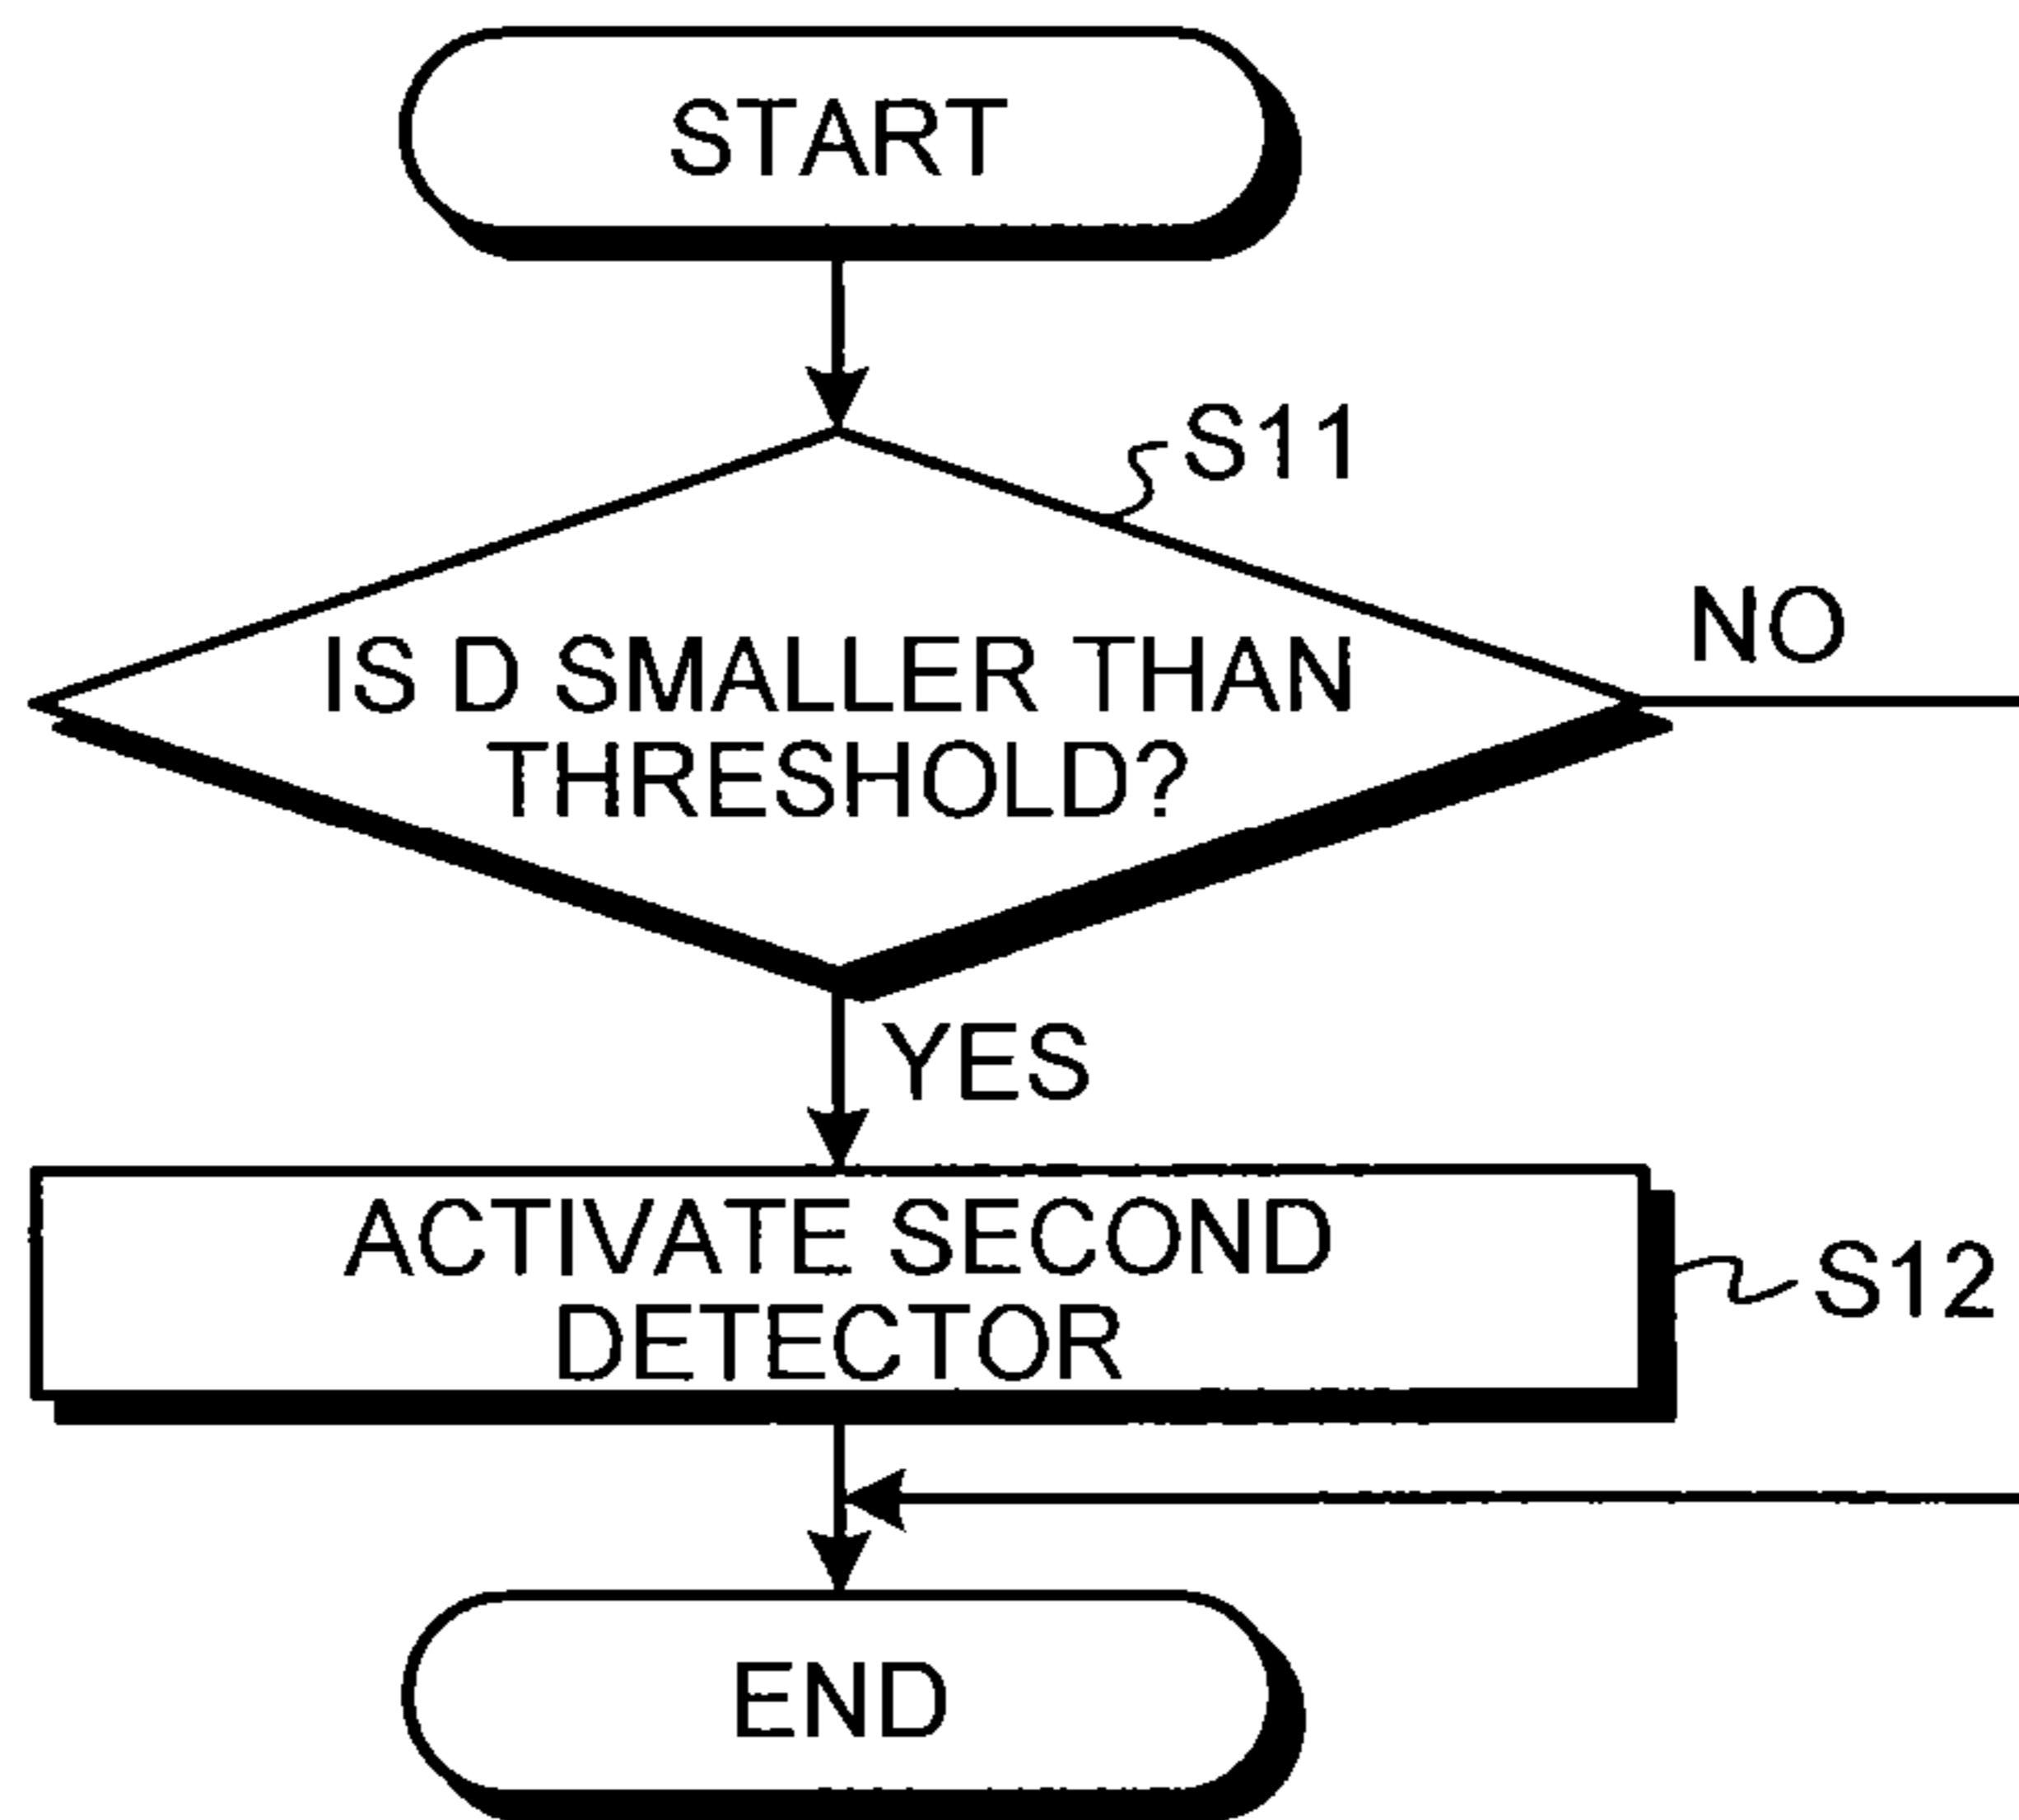 START
S11
IS D SMALLER THAN
THRESHOLD?
NO
YES
ACTIVATE SECOND
DETECTOR
S12
END